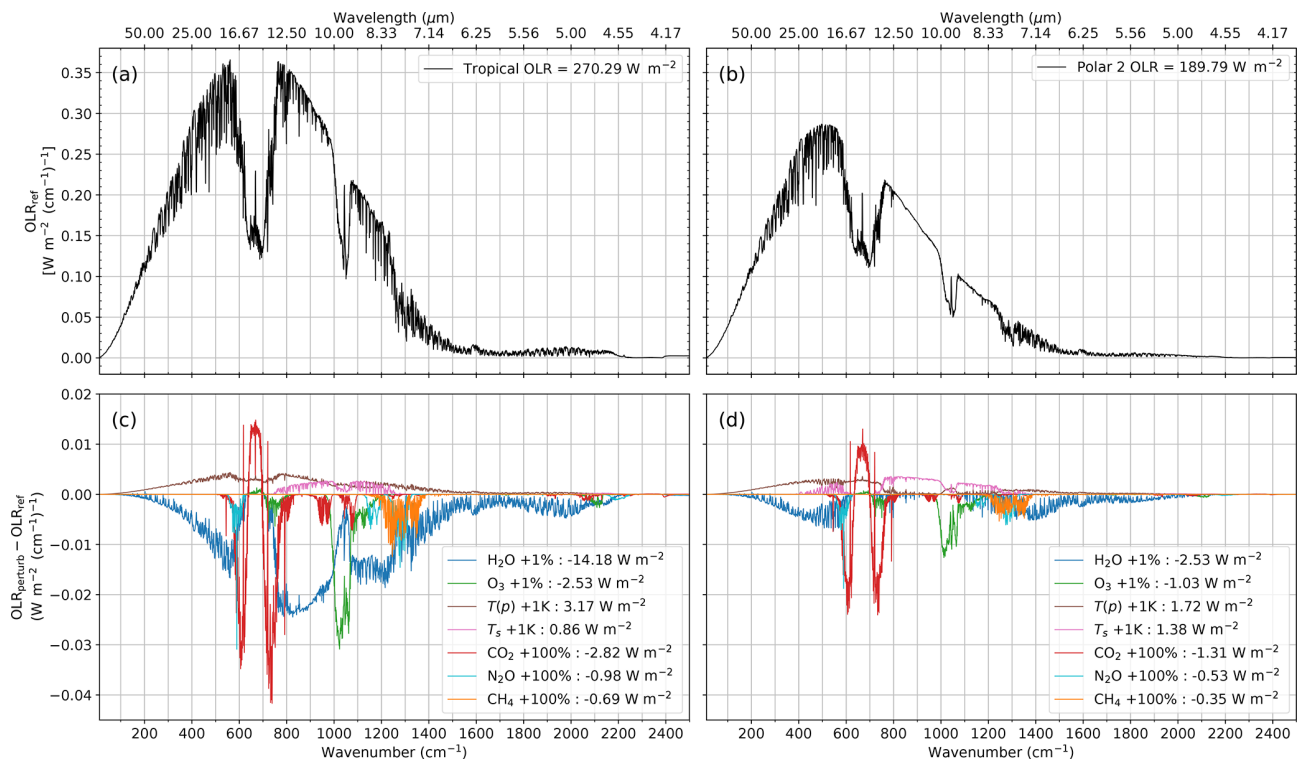 Wavelength (μm)
50.00 25.00 16.67 12.50 10.00 8.33 7.14 6.25 5.56 5.00 4.55 4.17
(a)
Tropical OLR = 270.29 W m⁻²
OLR_ref
[W m⁻² (cm⁻¹)⁻¹]
0.35
0.30
0.25
0.20
0.15
0.10
0.05
0.00
Wavelength (μm)
50.00 25.00 16.67 12.50 10.00 8.33 7.14 6.25 5.56 5.00 4.55 4.17
(b)
Polar 2 OLR = 189.79 W m⁻²
(c)
OLR_perturb − OLR_ref
(W m⁻² (cm⁻¹)⁻¹)
0.02
0.01
0.00
−0.01
−0.02
−0.03
−0.04
H₂O +1% : -14.18 W m⁻²
O₃ +1% : -2.53 W m⁻²
T(p) +1K : 3.17 W m⁻²
Tₛ +1K : 0.86 W m⁻²
CO₂ +100% : -2.82 W m⁻²
N₂O +100% : -0.98 W m⁻²
CH₄ +100% : -0.69 W m⁻²
200 400 600 800 1000 1200 1400 1600 1800 2000 2200 2400
Wavenumber (cm⁻¹)
(d)
H₂O +1% : -2.53 W m⁻²
O₃ +1% : -1.03 W m⁻²
T(p) +1K : 1.72 W m⁻²
Tₛ +1K : 1.38 W m⁻²
CO₂ +100% : -1.31 W m⁻²
N₂O +100% : -0.53 W m⁻²
CH₄ +100% : -0.35 W m⁻²
200 400 600 800 1000 1200 1400 1600 1800 2000 2200 2400
Wavenumber (cm⁻¹)